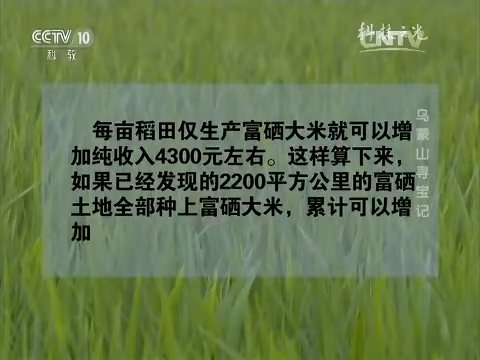 CCTV 10
科教
科技之光
CNTV
每亩稻田仅生产富硒大米就可以增
加纯收入4300元左右。这样算下来，
如果已经发现的2200平方公里的富硒
土地全部种上富硒大米，累计可以增
加
乌蒙山寻宝记